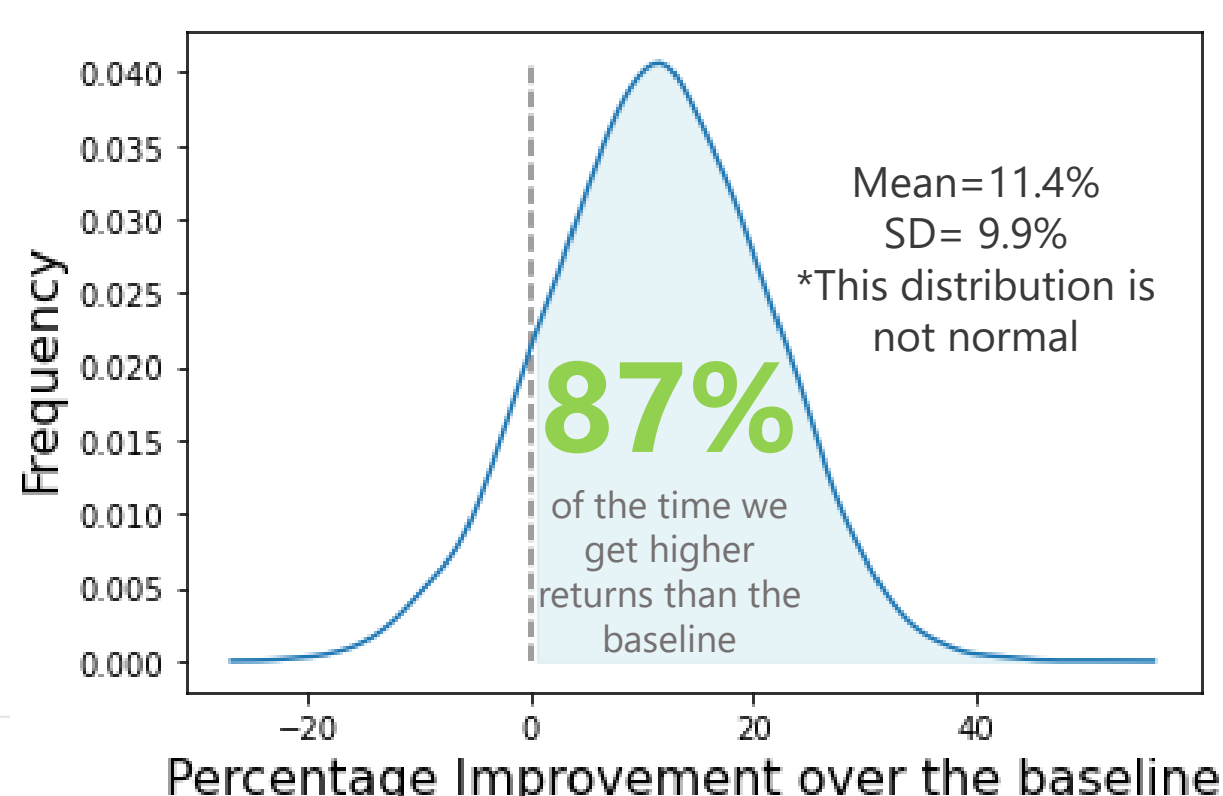 0.040
0.035
0.030
0.025
0.020
0.015
0.010
0.005
0.000
Frequency
Mean=11.4%
SD= 9.9%
*This distribution is
not normal
87%
of the time we
get higher
returns than the
baseline
−20
0
20
40
Percentage Improvement over the baseline